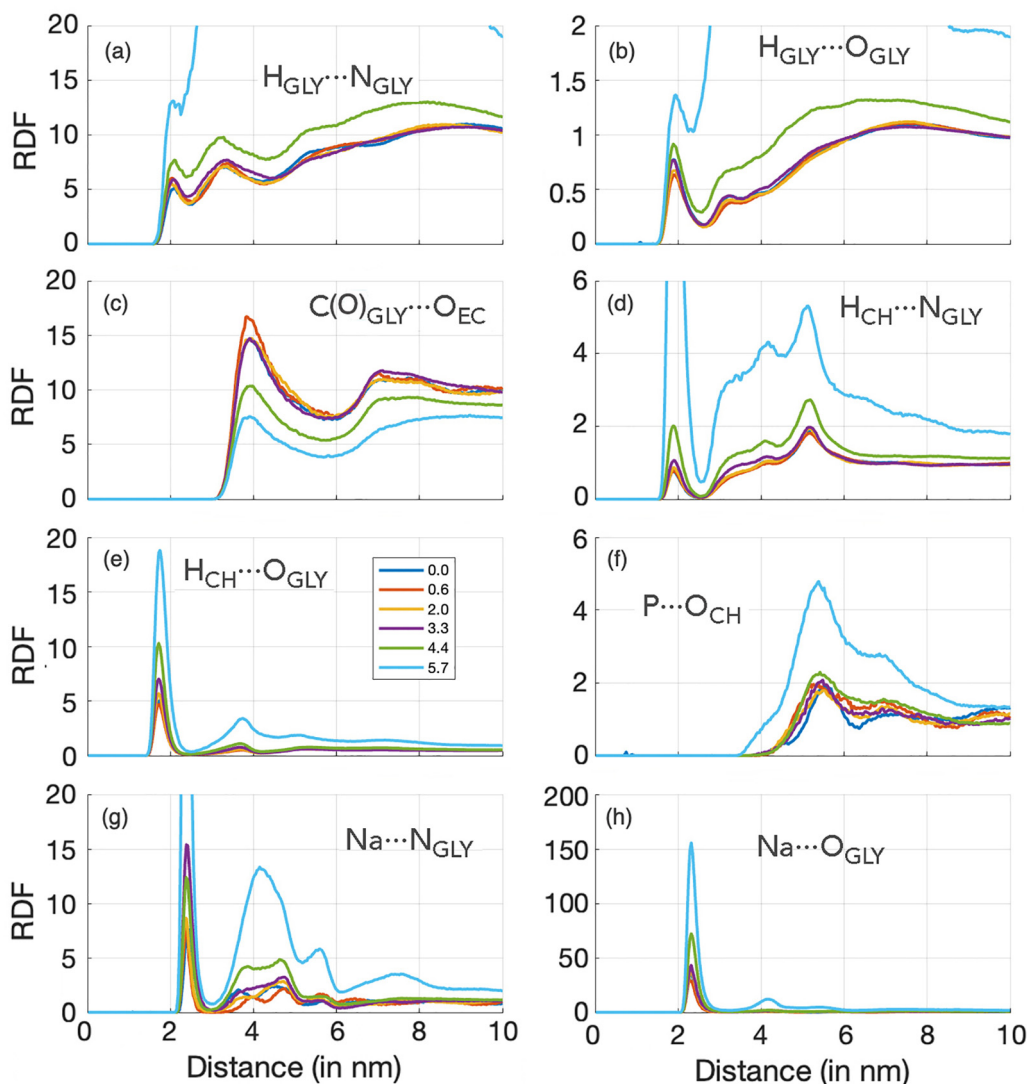 (a)
H_GLY···N_GLY
RDF
20
15
10
5
0
(b)
H_GLY···O_GLY
2
1.5
1
0.5
0
(c)
C(O)_GLY···O_EC
RDF
20
15
10
5
0
(d)
H_CH···N_GLY
6
4
2
0
(e)
H_CH···O_GLY
0.0
0.6
2.0
3.3
4.4
5.7
RDF
20
15
10
5
0
(f)
P···O_CH
6
4
2
0
(g)
Na···N_GLY
RDF
20
15
10
5
0
0 2 4 6 8 10
Distance (in nm)
(h)
Na···O_GLY
200
150
100
50
0
0 2 4 6 8 10
Distance (in nm)